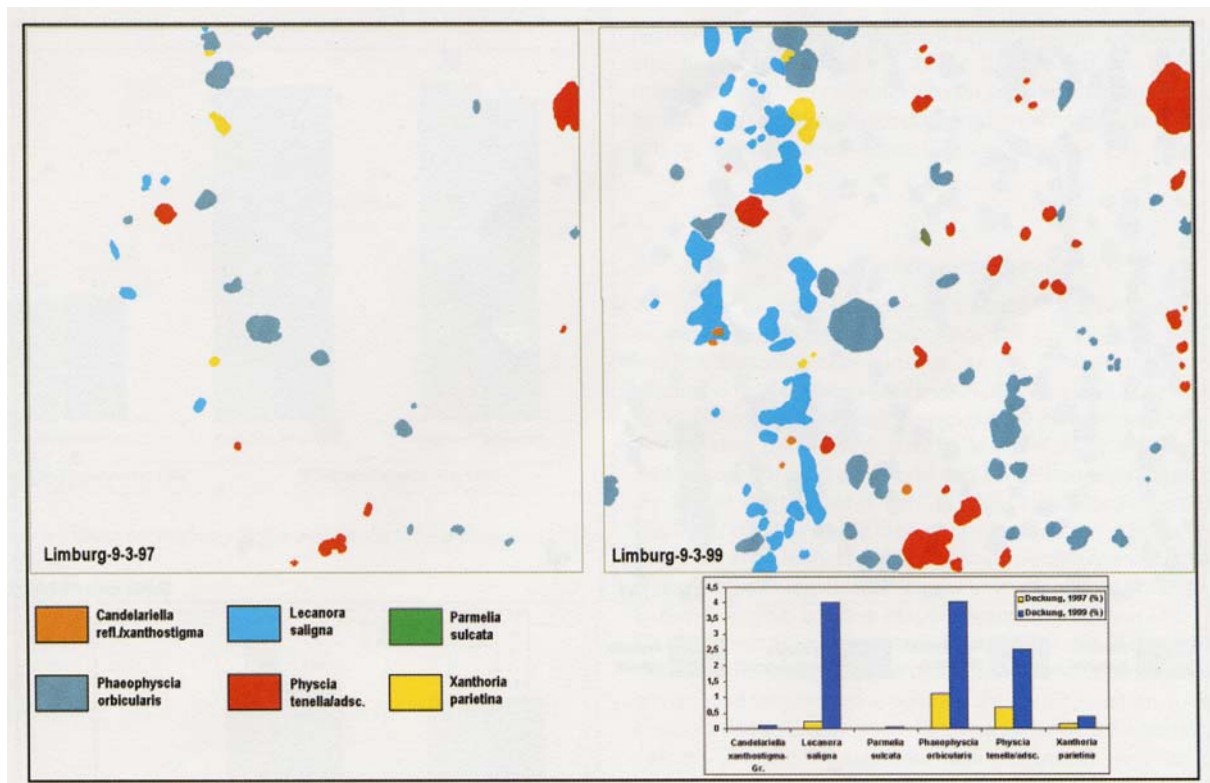 Limburg-9-3-97
Limburg-9-3-99
Candelariella
refl./xanthostigma
Lecanora
saligna
Parmelia
sulcata
Phaeophyscia
orbicularis
Physcia
tenella/adsc.
Xanthoria
parietina
4,5
4
3,5
3
2,5
2
1,5
1
0,5
0
Deckung, 1997 (%)
Deckung, 1999 (%)
Candelariella
xanthostigma-
Gr.
Lecanora
saligna
Parmelia
sulcata
Phaeophyscia
orbicularis
Physcia
tenella/adsc.
Xanthoria
parietina